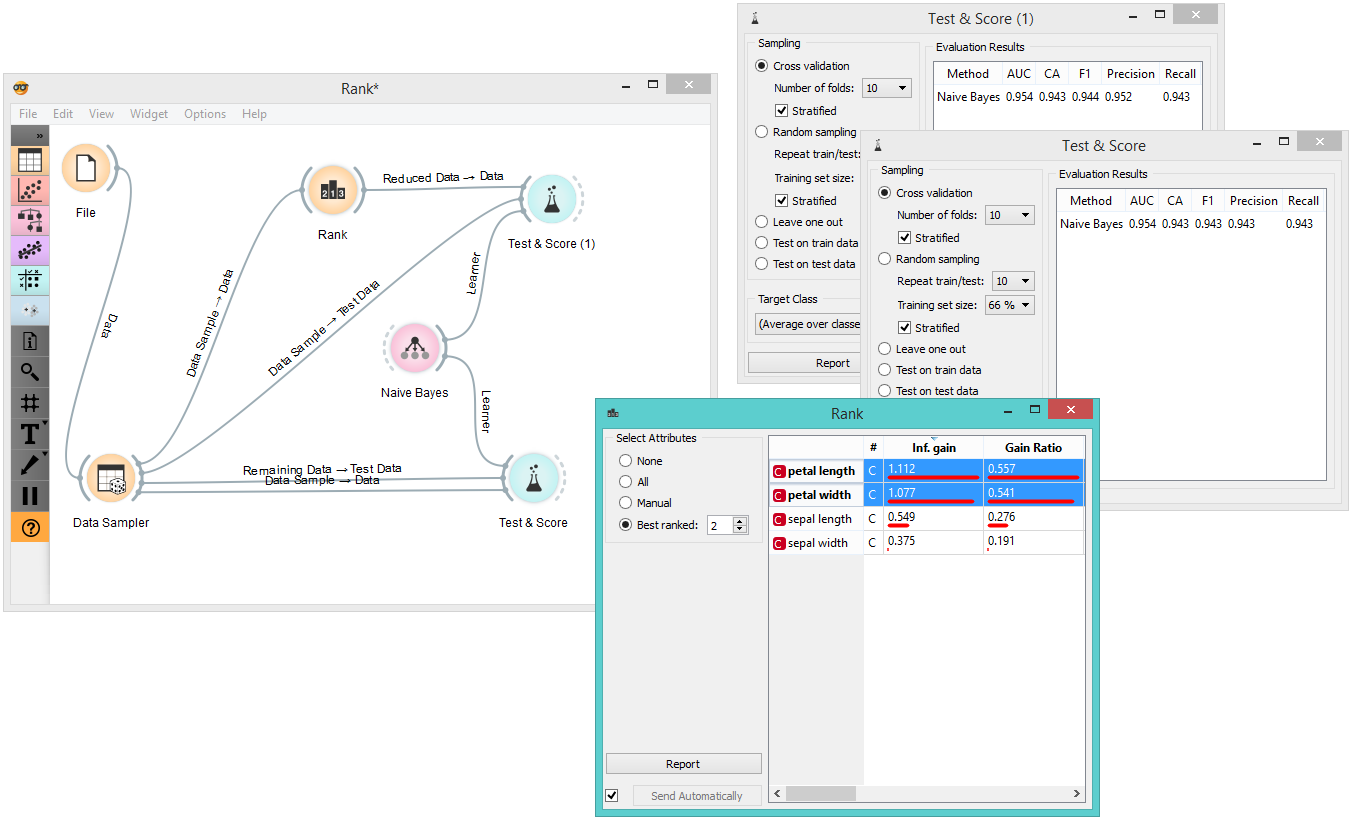 Rank*
File Edit View Widget Options Help
»
File
Data
Rank
Data Sample → Data
Reduced Data → Data
Test & Score (1)
Data Sample → Test Data
Learner
Naive Bayes
Learner
Data Sampler
Remaining Data → Test Data
Data Sample → Data
Test & Score
Test & Score (1)
Sampling
Cross validation
Number of folds: 10
Stratified
Random sampling
Repeat train/test:
Training set size:
Stratified
Leave one out
Test on train data
Test on test data
Target Class
(Average over classe
Report
Evaluation Results
Method AUC CA F1 Precision Recall
Naive Bayes 0.954 0.943 0.944 0.952 0.943
Test & Score
Sampling
Cross validation
Number of folds: 10
Stratified
Random sampling
Repeat train/test: 10
Training set size: 66 %
Stratified
Leave one out
Test on train data
Test on test data
Evaluation Results
Method AUC CA F1 Precision Recall
Naive Bayes 0.954 0.943 0.943 0.943 0.943
Rank
Select Attributes
None
All
Manual
Best ranked: 2
Report
Send Automatically
# Inf. gain Gain Ratio
C petal length C 1.112 0.557
C petal width C 1.077 0.541
C sepal length C 0.549 0.276
C sepal width C 0.375 0.191